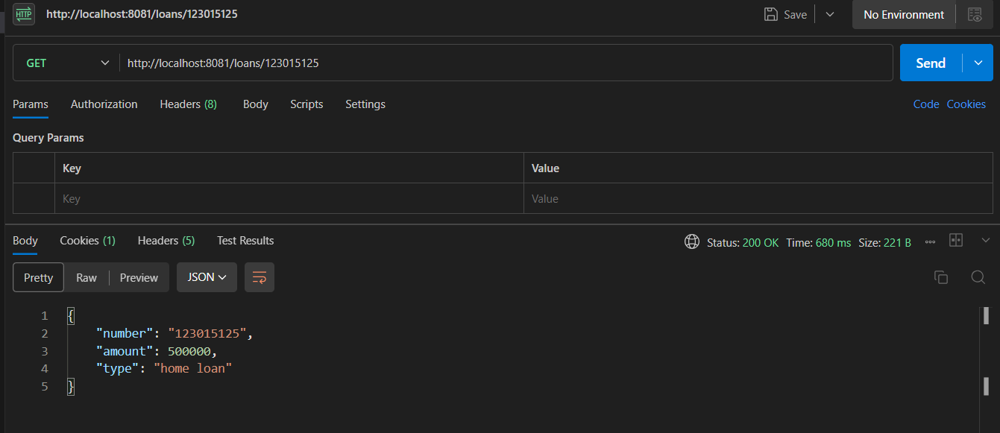 HTTP http://localhost:8081/loans/123015125 Save No Environment
GET http://localhost:8081/loans/123015125 Send
Params Authorization Headers (8) Body Scripts Settings Code Cookies
Query Params
Key Value
Key Value
Body Cookies (1) Headers (5) Test Results Status: 200 OK Time: 680 ms Size: 221 B
Pretty Raw Preview JSON
1 {
2 "number": "123015125",
3 "amount": 500000,
4 "type": "home loan"
5 }